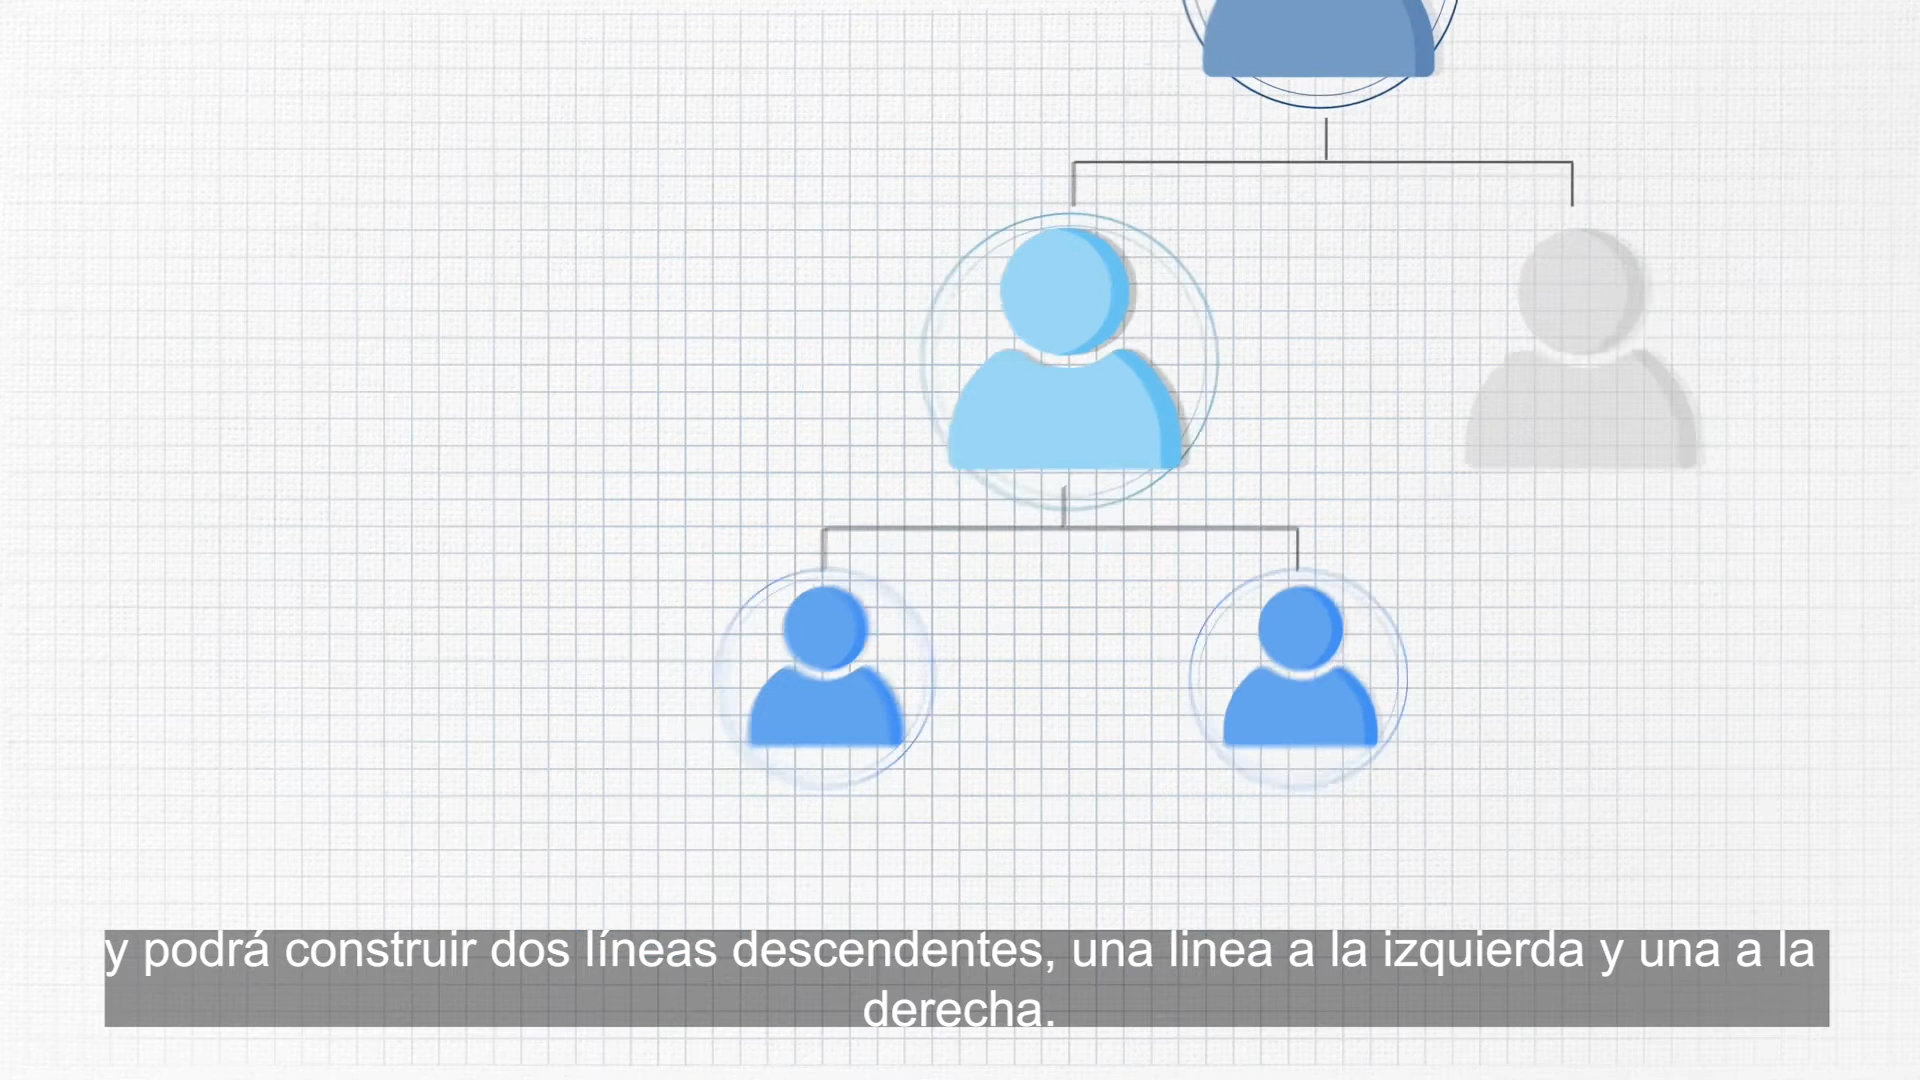 y podrá construir dos líneas descendentes, una linea a la izquierda y una a la
derecha.